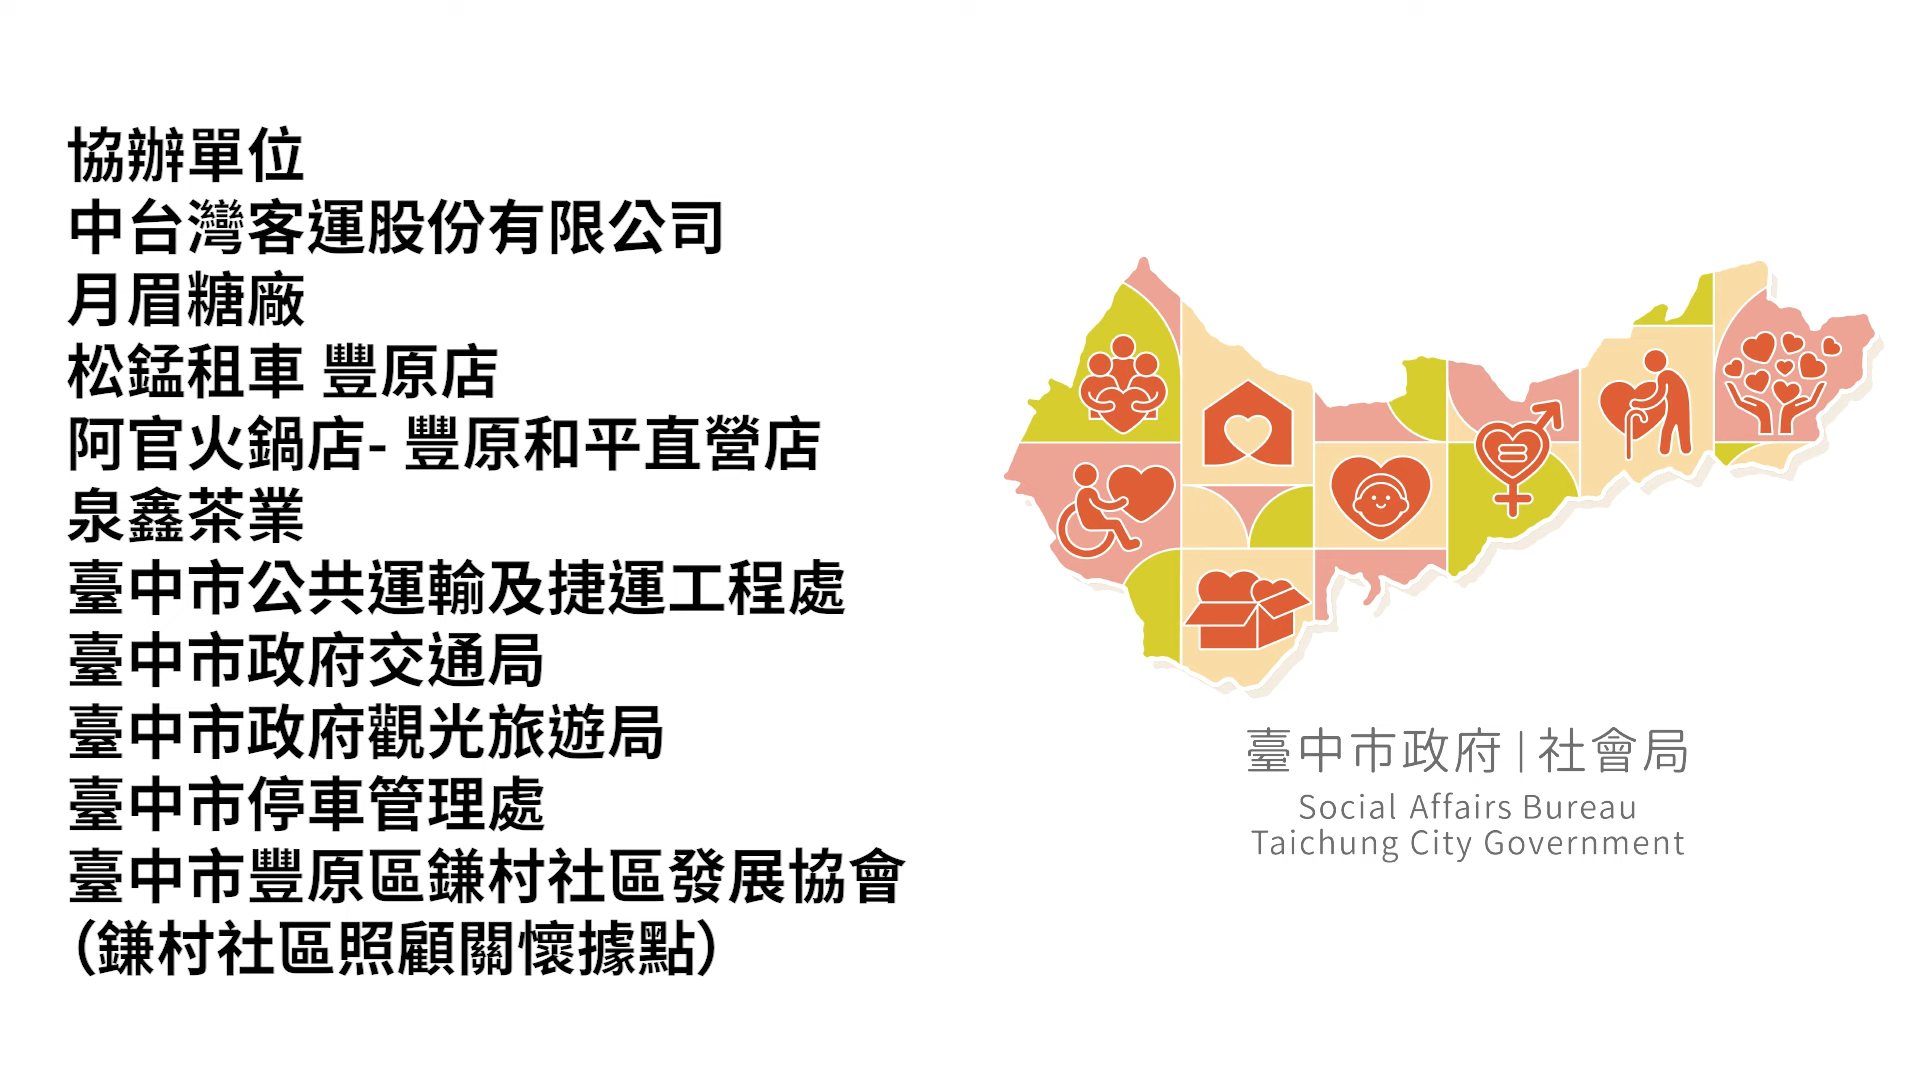 協辦單位
中台灣客運股份有限公司
月眉糖廠
松錳租車 豐原店
阿官火鍋店- 豐原和平直營店
泉鑫茶業
臺中市公共運輸及捷運工程處
臺中市政府交通局
臺中市政府觀光旅遊局
臺中市停車管理處
臺中市豐原區鎌村社區發展協會
(鎌村社區照顧關懷據點)
臺中市政府|社會局
Social Affairs Bureau
Taichung City Government